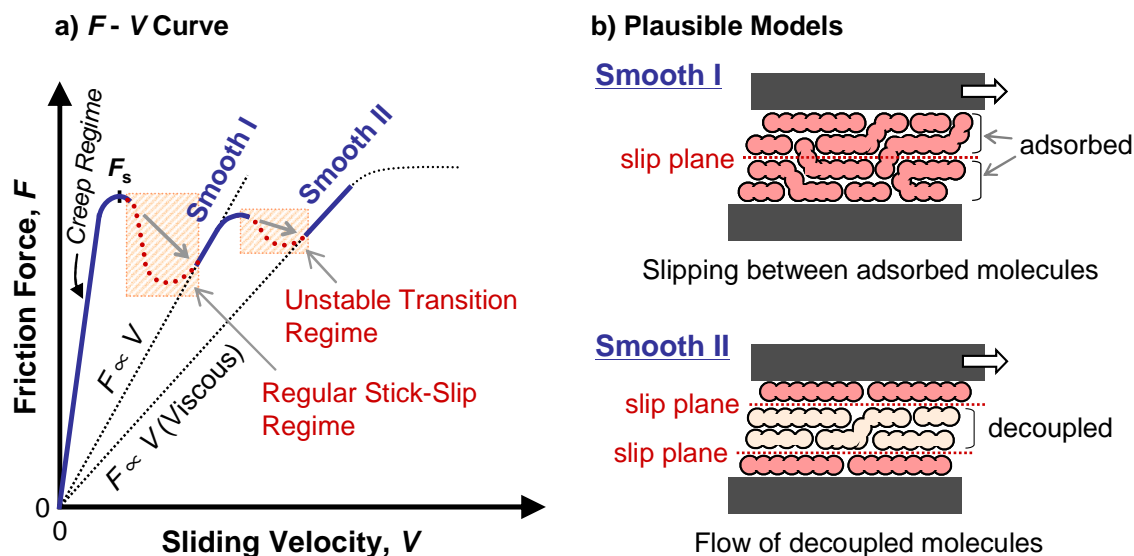 a) F - V Curve
Friction Force, F
Creep Regime
Fs
Smooth I
Smooth II
F ∝ V
F ∝ V (Viscous)
Unstable Transition
Regime
Regular Stick-Slip
Regime
0
0
Sliding Velocity, V
b) Plausible Models
Smooth I
slip plane
adsorbed
Slipping between adsorbed molecules
Smooth II
slip plane
slip plane
decoupled
Flow of decoupled molecules